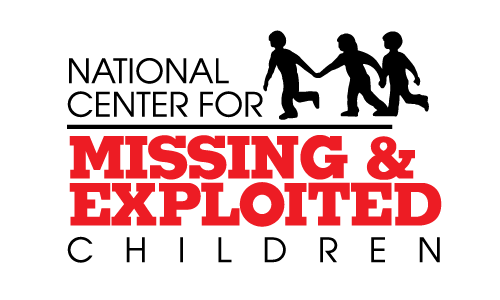 NATIONAL
CENTER FOR
MISSING &
EXPLOITED
CHILDREN